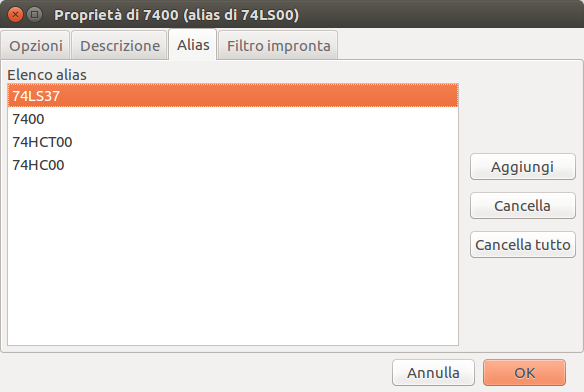 Proprietà di 7400 (alias di 74LS00)
Opzioni Descrizione Alias Filtro impronta
Elenco alias
74LS37
7400
74HCT00
74HC00
Aggiungi
Cancella
Cancella tutto
Annulla OK